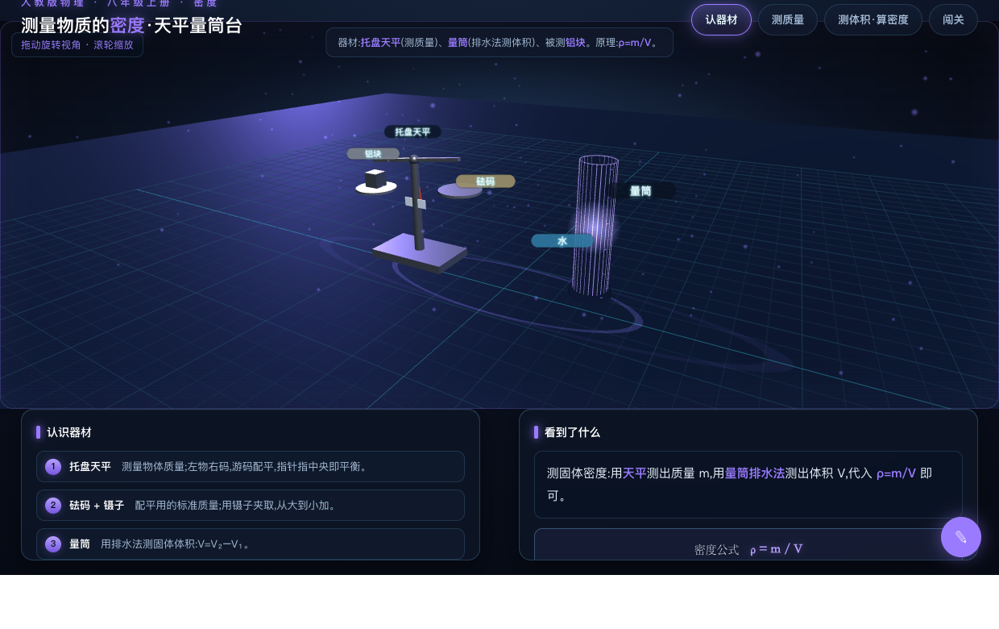 人教版物理 · 八年级上册 · 密度
测量物质的密度·天平量筒台
拖动旋转视角 · 滚轮缩放
器材:托盘天平(测质量)、量筒(排水法测体积)、被测铝块。原理:ρ=m/V。
认器材
测质量
测体积·算密度
闯关
托盘天平
铝块
砝码
量筒
水
认识器材
1 托盘天平 测量物体质量;左物右码,游码配平,指针指中央即平衡。
2 砝码 + 镊子 配平用的标准质量;用镊子夹取,从大到小加。
3 量筒 用排水法测固体体积:V=V₂−V₁。
看到了什么
测固体密度:用天平测出质量 m,用量筒排水法测出体积 V,代入 ρ=m/V 即
可。
密度公式 ρ = m / V